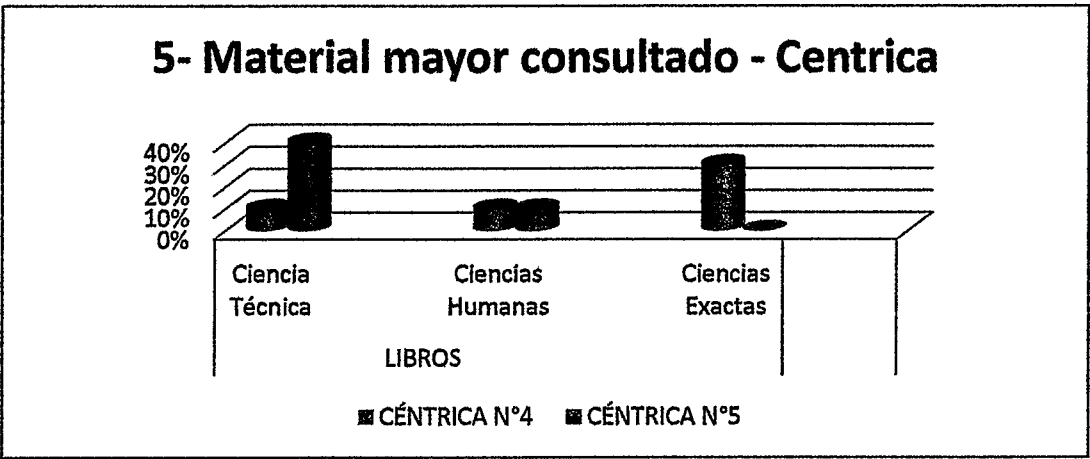 5- Material mayor consultado - Centrica
40%
30%
20%
10%
0%
Ciencia
Técnica
Ciencias
Humanas
Ciencias
Exactas
LIBROS
CÉNTRICA N°4 CÉNTRICA N°5